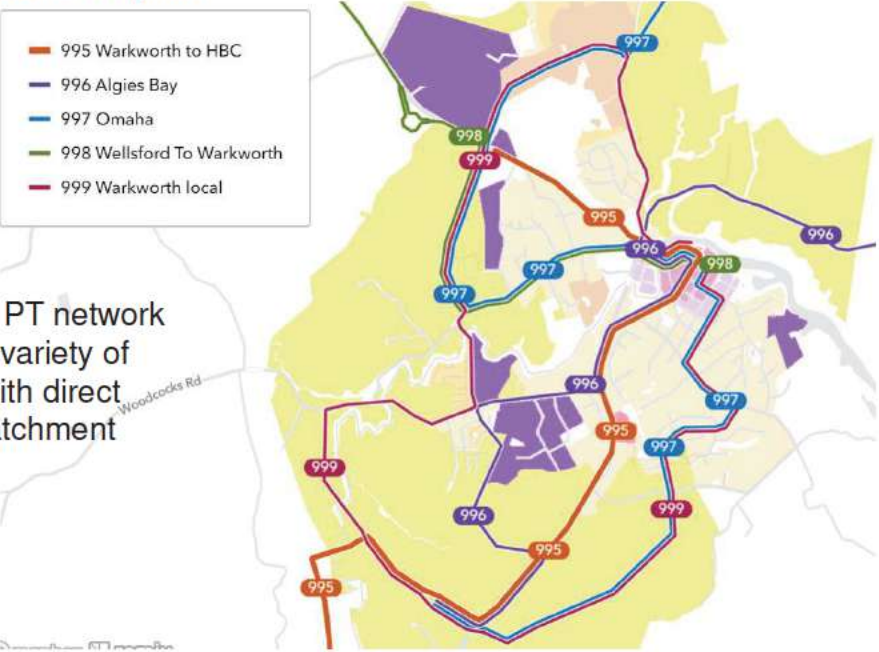 995 Warkworth to HBC
996 Algies Bay
997 Omaha
998 Wellsford To Warkworth
999 Warkworth local
997
998
999
995
996
996
998
997
997
PT network
variety of
ith direct
tchment
Woodcocks Rd
996
997
995
997
999
996
999
995
995